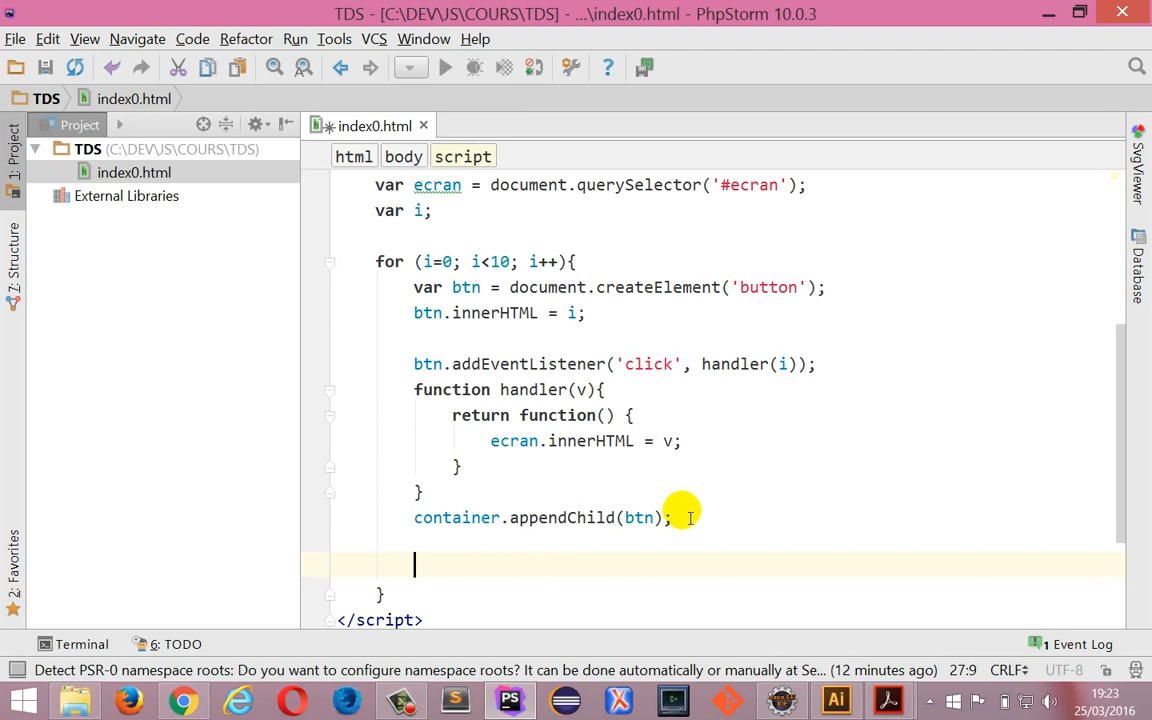 TDS - [C:\DEV\JS\COURS\TDS] - ...\index0.html - PhpStorm 10.0.3
File Edit View Navigate Code Refactor Run Tools VCS Window Help
TDS index0.html
Project
index0.html
html body script
1: Project
7: Structure
2: Favorites
TDS (C:\DEV\JS\COURS\TDS)
index0.html
External Libraries
var ecran = document.querySelector('#ecran');
var i;
for (i=0; i<10; i++){
var btn = document.createElement('button');
btn.innerHTML = i;
btn.addEventListener('click', handler(i));
function handler(v){
return function() {
ecran.innerHTML = v;
}
}
container.appendChild(btn);
}
</script>
SvgViewer
Database
Terminal 6: TODO 1 Event Log
Detect PSR-0 namespace roots: Do you want to configure namespace roots? It can be done automatically or manually at Se... (12 minutes ago) 27:9 CRLF UTF-8
PS Ai
19:23
25/03/2016